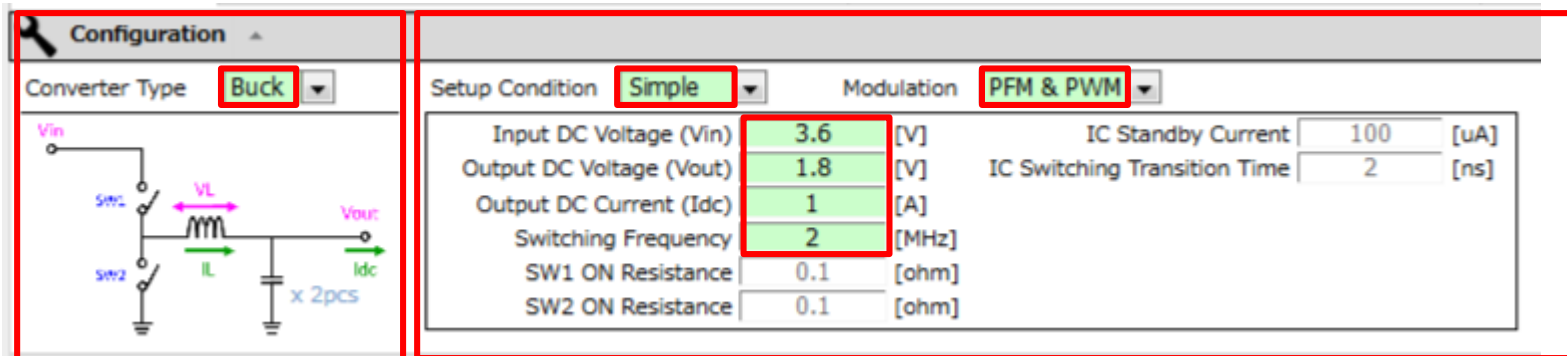 Configuration
Converter Type Buck
Setup Condition Simple Modulation PFM & PWM
Vin
SW1
VL
Vout
SW2
IL
Idc
x 2pcs
Input DC Voltage (Vin) 3.6 [V] IC Standby Current 100 [uA]
Output DC Voltage (Vout) 1.8 [V] IC Switching Transition Time 2 [ns]
Output DC Current (Idc) 1 [A]
Switching Frequency 2 [MHz]
SW1 ON Resistance 0.1 [ohm]
SW2 ON Resistance 0.1 [ohm]